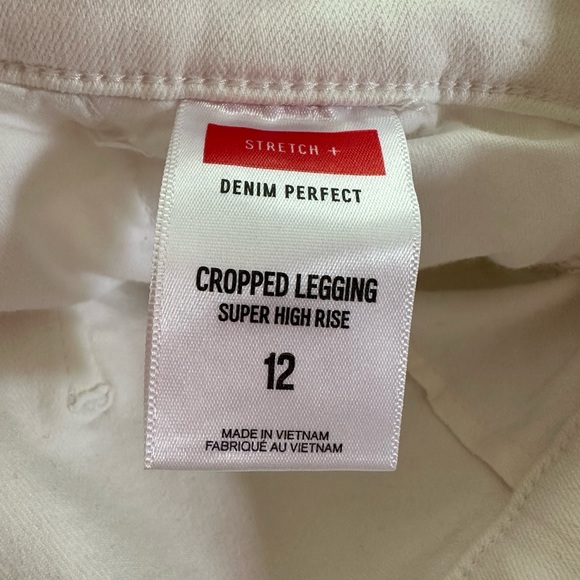 STRETCH +
DENIM PERFECT
CROPPED LEGGING
SUPER HIGH RISE
12
MADE IN VIETNAM
FABRIQUÉ AU VIETNAM